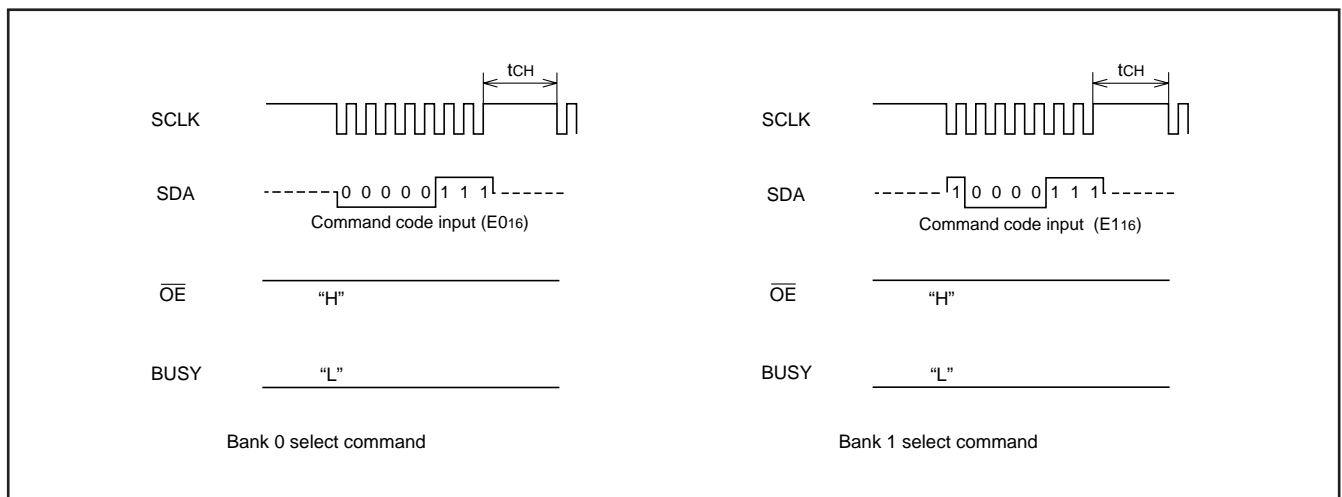 tCH
SCLK
SDA
0 0 0 0 0 1 1 1
Command code input (E016)
OE
“H”
BUSY
“L”
Bank 0 select command
tCH
SCLK
SDA
1 0 0 0 0 1 1 1
Command code input (E116)
OE
“H”
BUSY
“L”
Bank 1 select command